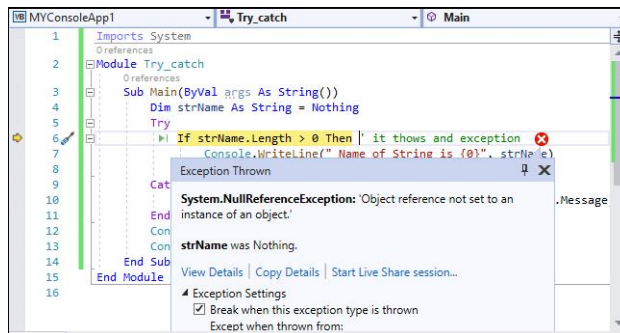 VB MYConsoleApp1 Try_catch Main
1 Imports System
0 references
2 Module Try_catch
0 references
3 Sub Main(ByVal args As String())
4 Dim strName As String = Nothing
5 Try
6 If strName.Length > 0 Then ' it thows and exception
7 Console.WriteLine(" Name of String is {0}", strName)
8 Exception Thrown
9 Cat
System.NullReferenceException: 'Object reference not set to an
10 .Message
instance of an object.'
11 End
12 Con
13 Con strName was Nothing.
14 End Sub
View Details | Copy Details | Start Live Share session...
15 End Module
16 Exception Settings
Break when this exception type is thrown
Except when thrown from: